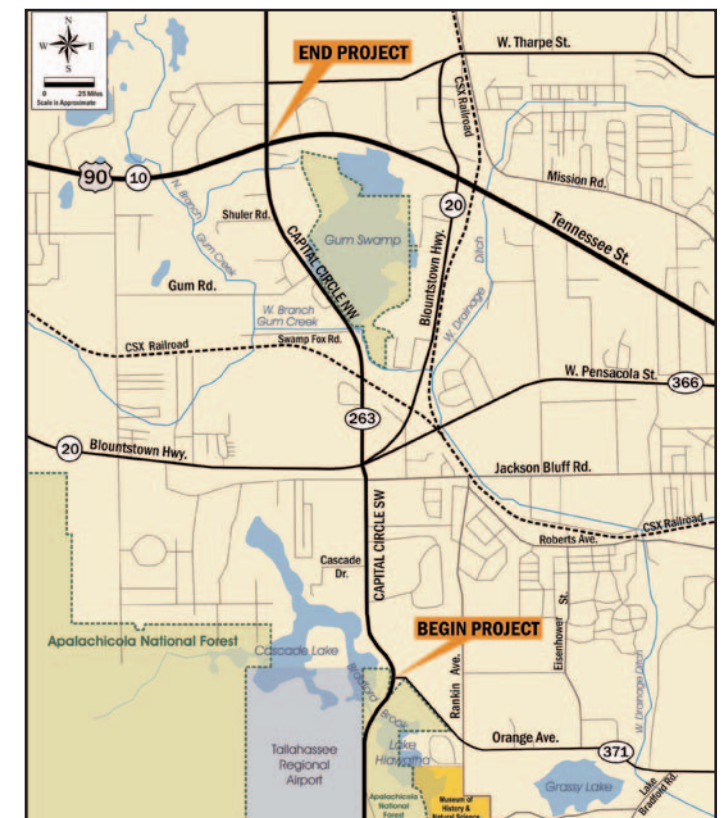 N
W E
S
0 .25 Miles
Scale is Approximate
END PROJECT
W. Tharpe St.
CSX Railroad
90
10
N. Branch
Gum Creek
Mission Rd.
20
Shuler Rd.
Tennessee St.
Gum Swamp
CAPITAL CIRCLE NW
Blountstown Hwy.
W. Drainage Ditch
Gum Rd.
W. Branch
Gum Creek
CSX Railroad
Swamp Fox Rd.
W. Pensacola St.
366
263
20
Blountstown Hwy.
Jackson Bluff Rd.
CSX Railroad
Roberts Ave.
CAPITAL CIRCLE SW
Cascade
Dr.
Eisenhower St.
BEGIN PROJECT
Apalachicola National Forest
Cascade Lake
Rankin Ave.
W. Drainage Ditch
Bradford Brook
Orange Ave.
371
Tallahassee
Regional
Airport
Lake
Hiawatha
Grassy Lake
Lake
Bradford Rd.
Apalachicola
National
Forest
Museum of
History &
Natural Science